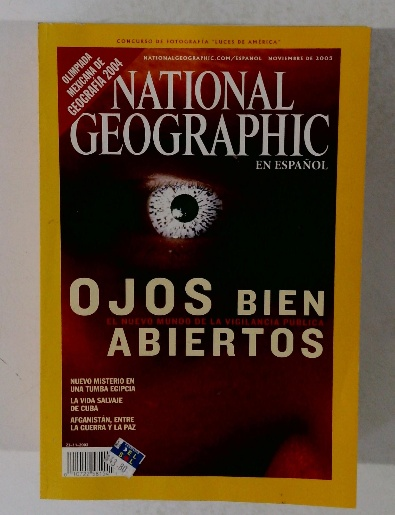 CONCURSO DE FOTOGRAFÍA "LUCES DE AMÉRICA"
NATIONALGEOGRAPHIC.COM/ESPAÑOL NOVIEMBRE DE 2003
OLIMPIADA
MEXICANA DE
GEOGRAFÍA 2004
NATIONAL
GEOGRAPHIC
EN ESPAÑOL
OJOS BIEN
EL NUEVO MUNDO DE LA VIGILANCIA PÚBLICA
ABIERTOS
NUEVO MISTERIO EN
UNA TUMBA EGIPCIA
LA VIDA SALVAJE
DE CUBA
AFGANISTÁN, ENTRE
LA GUERRA Y LA PAZ